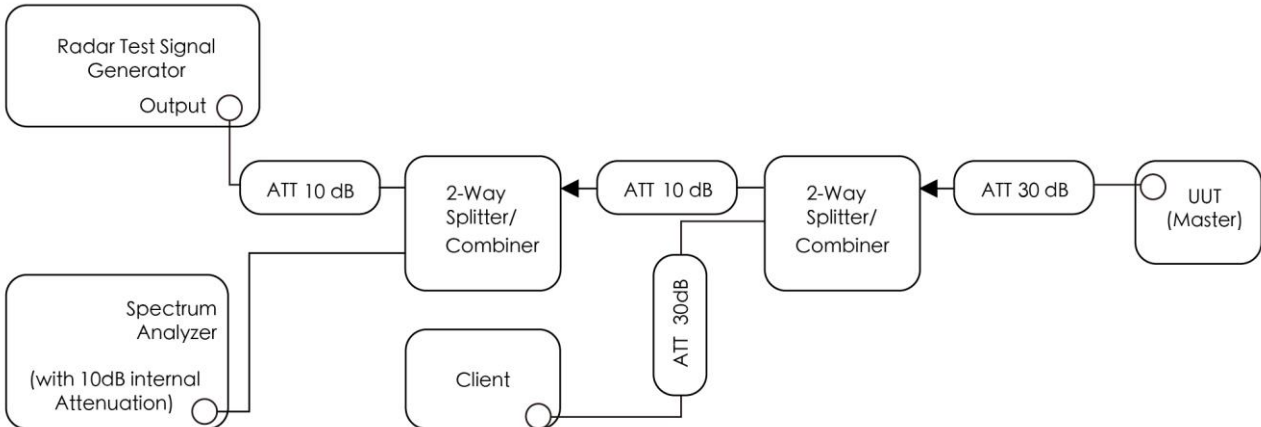 Radar Test Signal
Generator
Output
ATT 10 dB
2-Way
Splitter/
Combiner
ATT 10 dB
2-Way
Splitter/
Combiner
ATT 30 dB
UUT
(Master)
Spectrum
Analyzer
(with 10dB internal
Attenuation)
Client
ATT 30dB